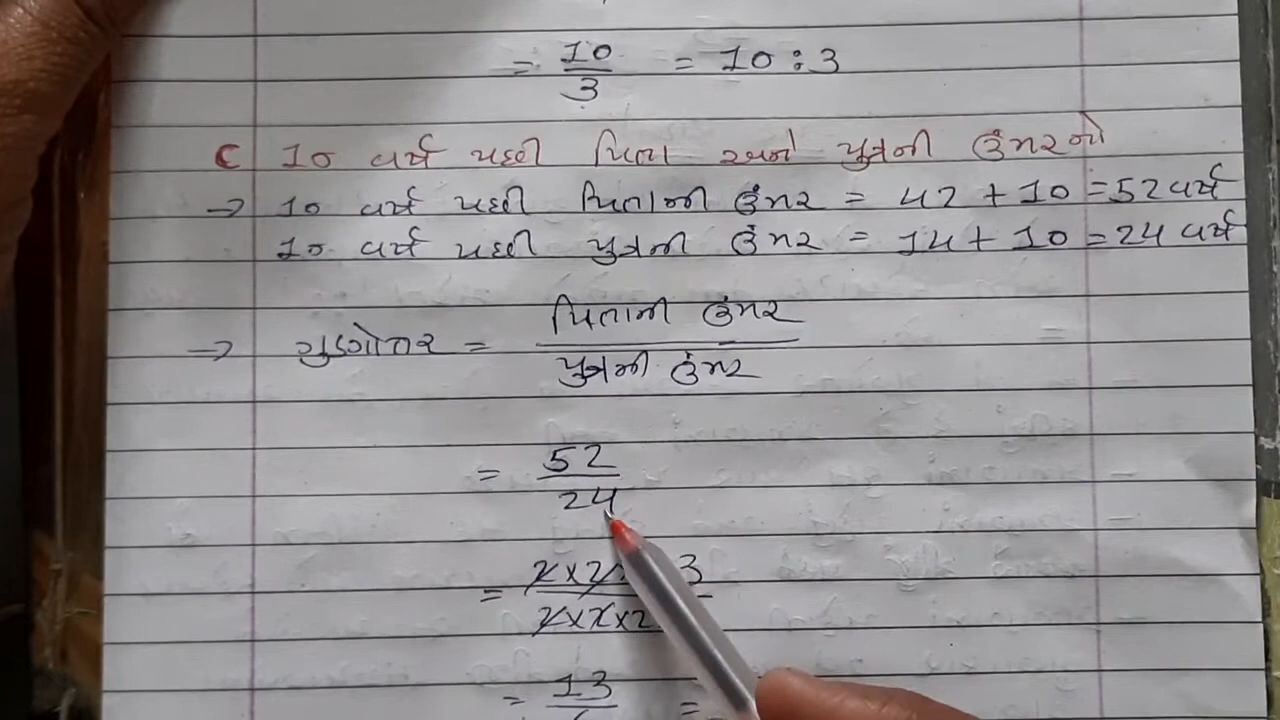 = 10/3 = 10:3
C 10 વર્ષ પછી પિતા અને પુત્રની ઉંમરનો
→ 10 વર્ષ પછી પિતાની ઉંમર = 42 + 10 = 52 વર્ષ
10 વર્ષ પછી પુત્રની ઉંમર = 14 + 10 = 24 વર્ષ
→ ગુણોત્તર = પિતાની ઉંમર / પુત્રની ઉંમર
= 52/24
= 2×2× 3 / 2×2×2
= 13 =